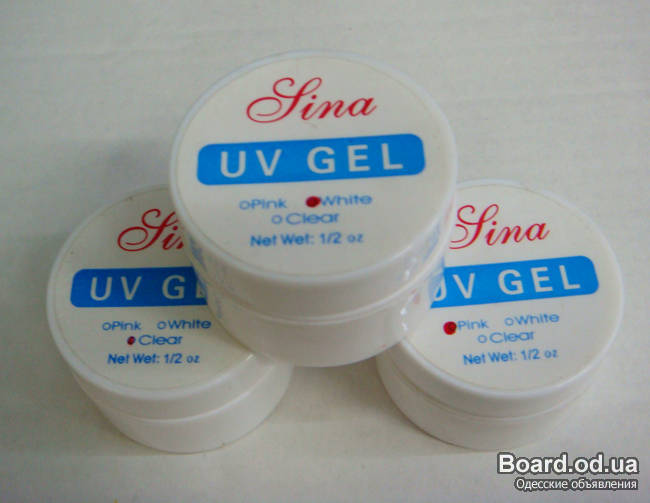 Sina
UV GEL
Pink White
Clear
Net Wet: 1/2 oz
Sina
UV GEL
Pink White
Clear
Net Wet: 1/2 oz
Sina
UV GEL
Pink White
Clear
Net Wet: 1/2 oz
Board.od.ua
Одесские объявления